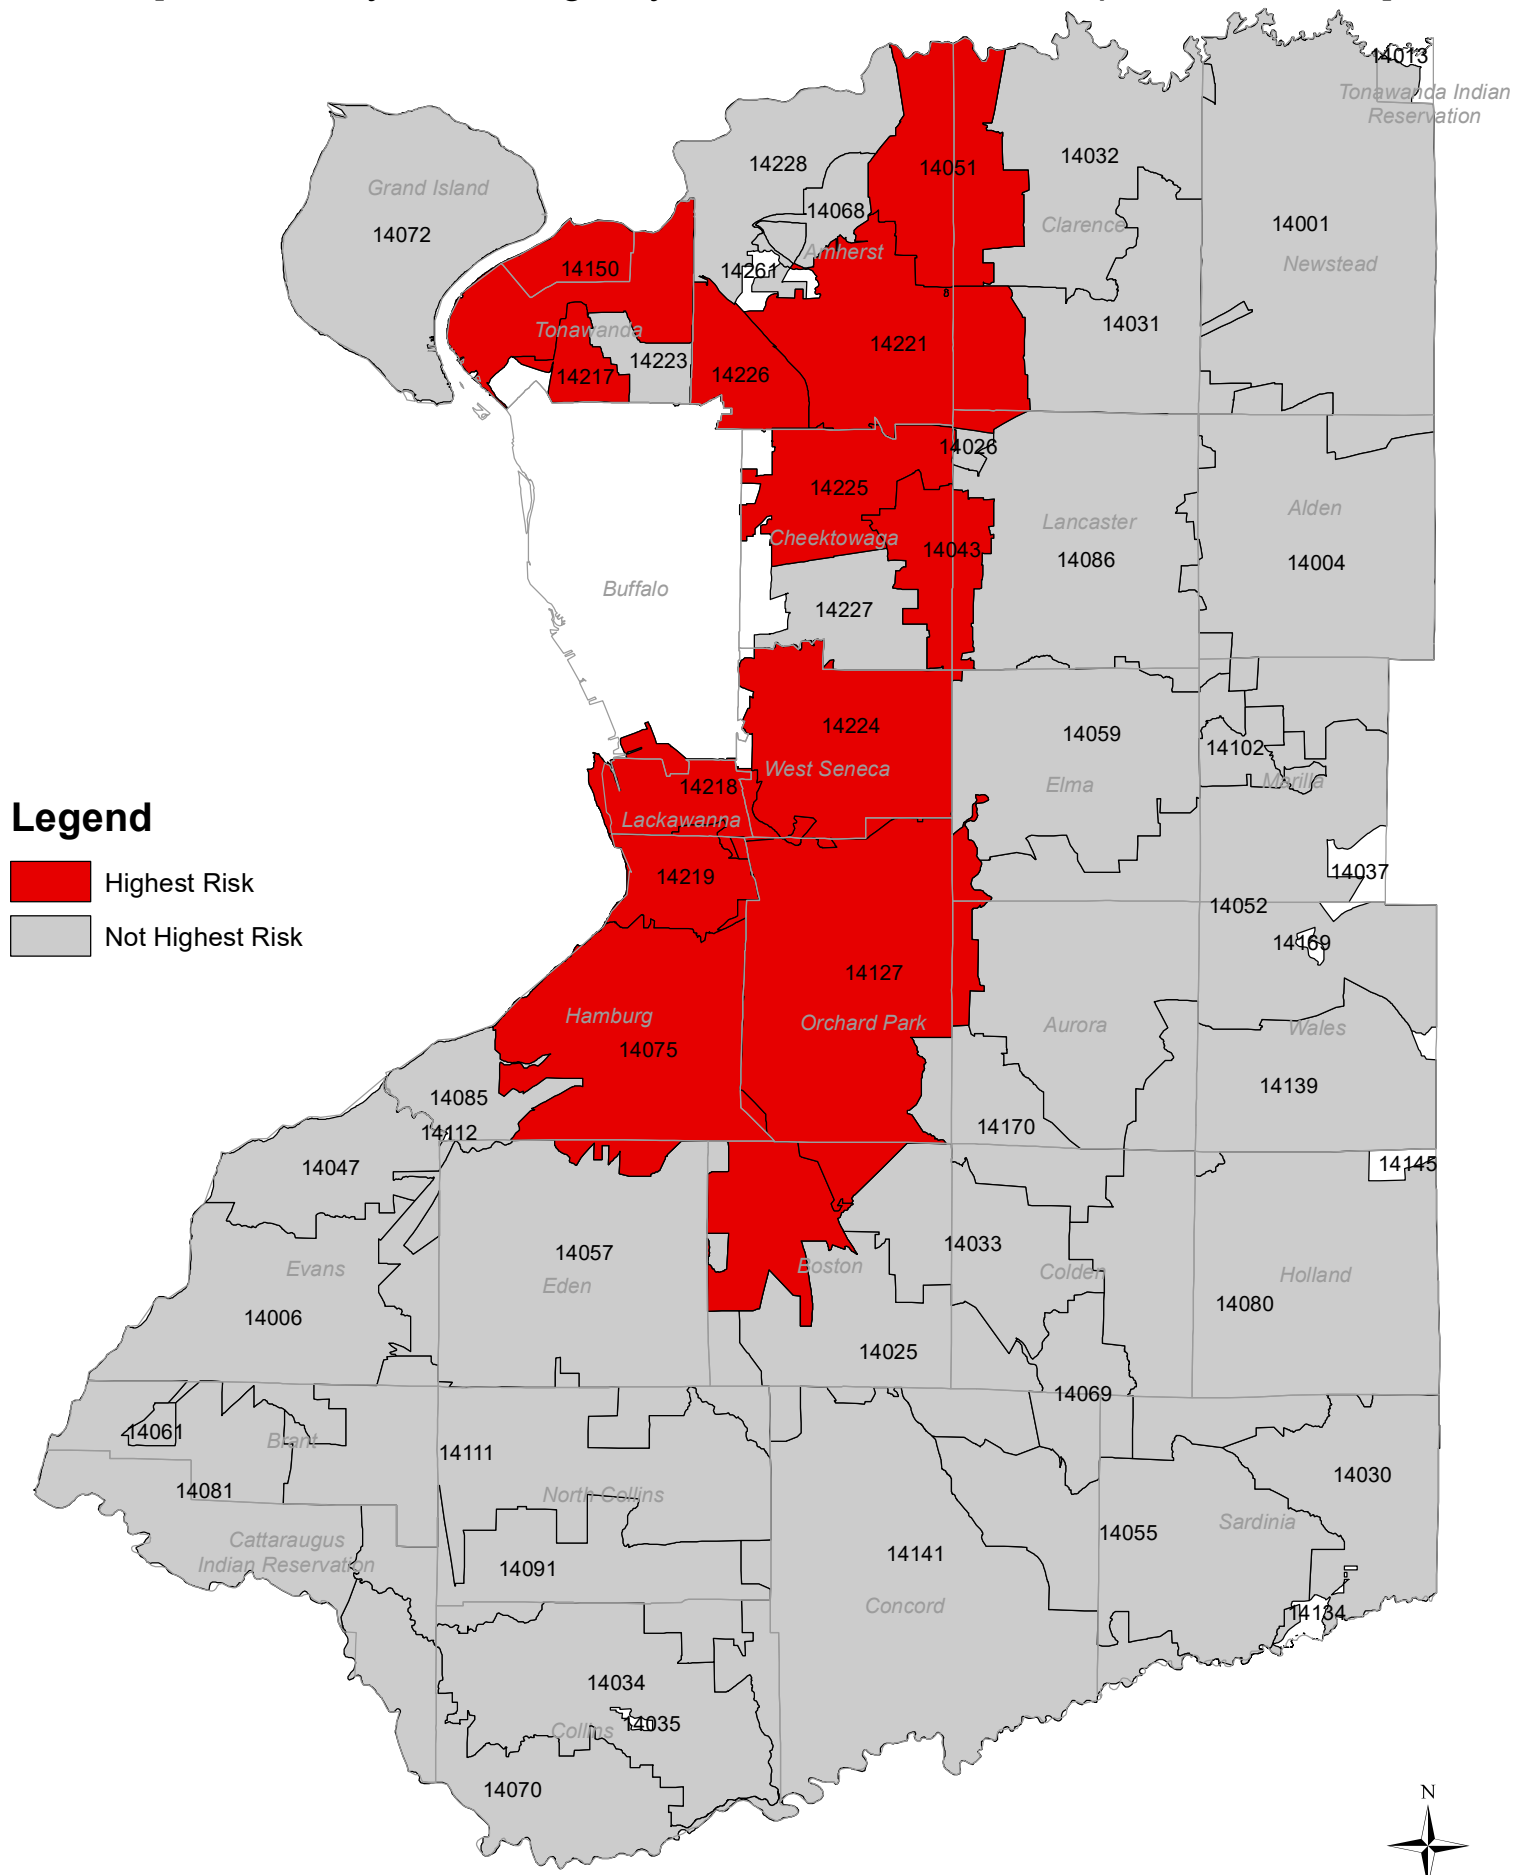 14013
Tonawanda Indian
Reservation
14228
14032
14051
Grand Island
14072
14068
Clarence
14001
Amherst
Newstead
14150
14261
14031
Tonawanda
14221
14223
14217
14226
14026
14225
Cheektowaga
Lancaster
Alden
14043
14086
14004
Buffalo
14227
14224
14059
14102
West Seneca
Elma
Marilla
14218
Lackawanna
Legend
Highest Risk
Not Highest Risk
14219
14037
14052
14169
14127
Hamburg
Orchard Park
Aurora
Wales
14075
14085
14139
14112
14170
14047
14145
14057
14033
Evans
Eden
Boston
Colden
Holland
14006
14080
14025
14069
14061
Brant
14111
14081
North Collins
14030
Cattaraugus
Indian Reservation
14055
Sardinia
14091
14141
Concord
14134
14034
Collins
14035
14070
N
8